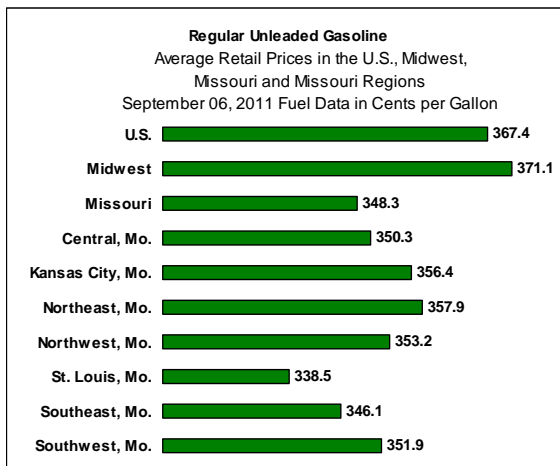 Regular Unleaded Gasoline
Average Retail Prices in the U.S., Midwest,
Missouri and Missouri Regions
September 06, 2011 Fuel Data in Cents per Gallon
U.S. 367.4
Midwest 371.1
Missouri 348.3
Central, Mo. 350.3
Kansas City, Mo. 356.4
Northeast, Mo. 357.9
Northwest, Mo. 353.2
St. Louis, Mo. 338.5
Southeast, Mo. 346.1
Southwest, Mo. 351.9